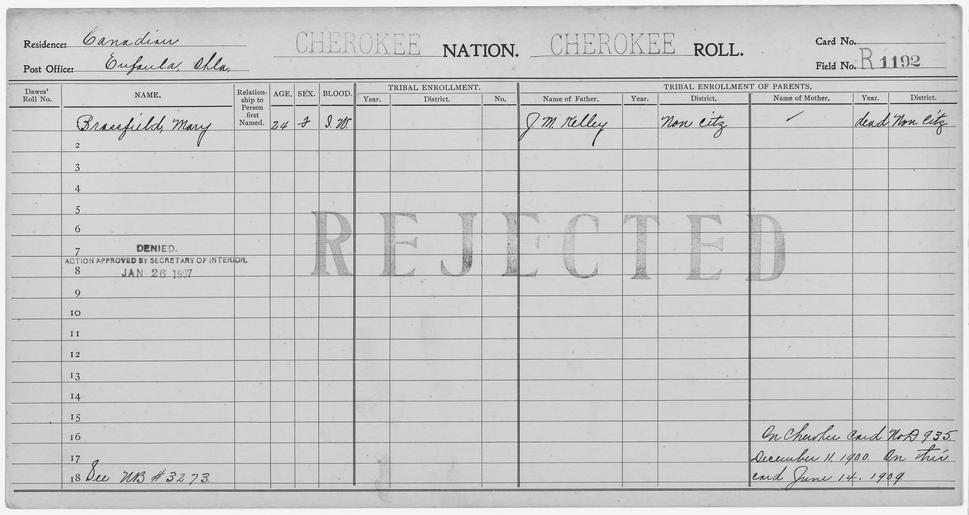 Residence: Canadian CHEROKEE NATION. CHEROKEE ROLL. Card No.
Post Office: Eufaula, Okla. Field No. R 1192
Dawes' Roll No. NAME. Relationship to Person first Named. AGE. SEX. BLOOD. TRIBAL ENROLLMENT. TRIBAL ENROLLMENT OF PARENTS.
Year. District. No. Name of Father. Year. District. Name of Mother. Year. District.
Brassfield, Mary 24 F I.W. J. M. Kelley Non Citz ✓ dead Non Citz
2
3
4
5
REJECTED
6
7 DENIED.
ACTION APPROVED BY SECRETARY OF INTERIOR.
8 JAN 26 1907
9
10
11
12
13
14
15
16 On Cherokee Card No D 935
17 December 11, 1900 On this
18 See NB # 3273 card June 14, 1909